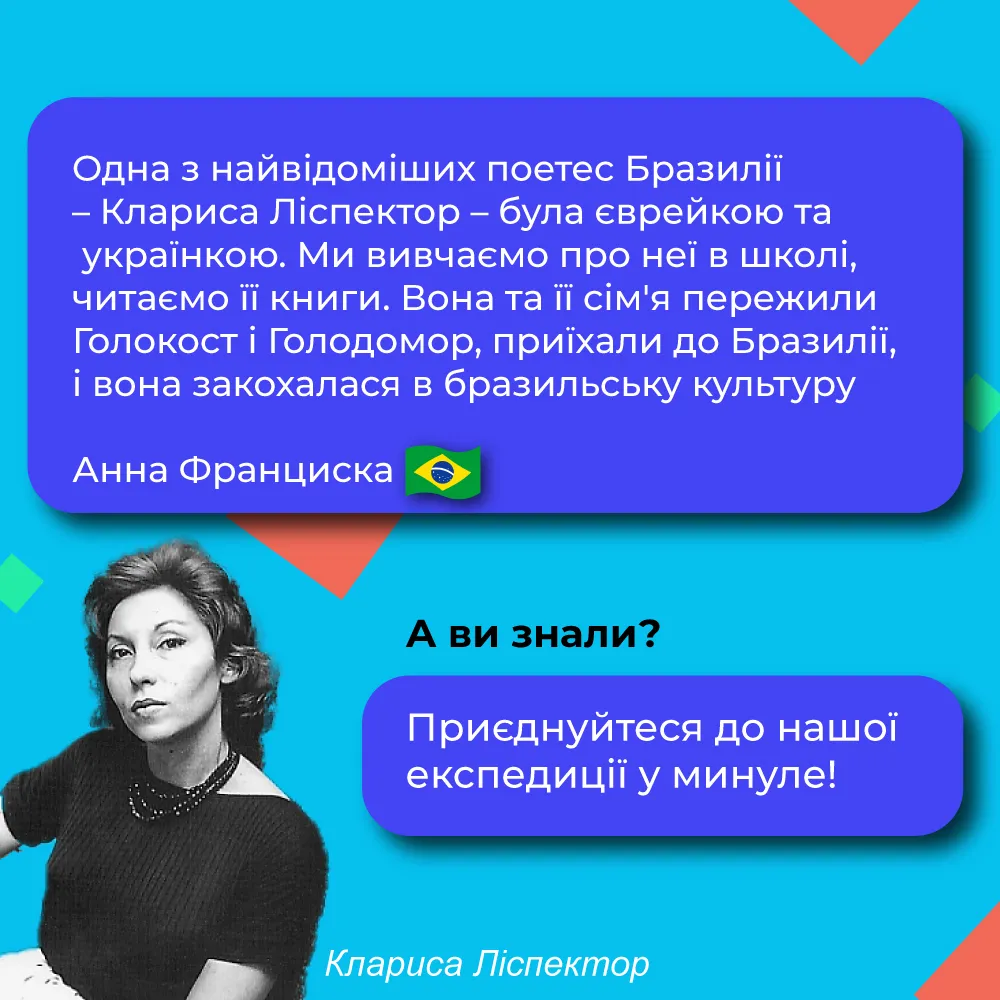 Одна з найвідоміших поетес Бразилії
– Клариса Ліспектор – була єврейкою та
українкою. Ми вивчаємо про неї в школі,
читаємо її книги. Вона та її сім'я пережили
Голокост і Голодомор, приїхали до Бразилії,
і вона закохалася в бразильську культуру
Анна Франциска
А ви знали?
Приєднуйтеся до нашої
експедиції у минуле!
Клариса Ліспектор